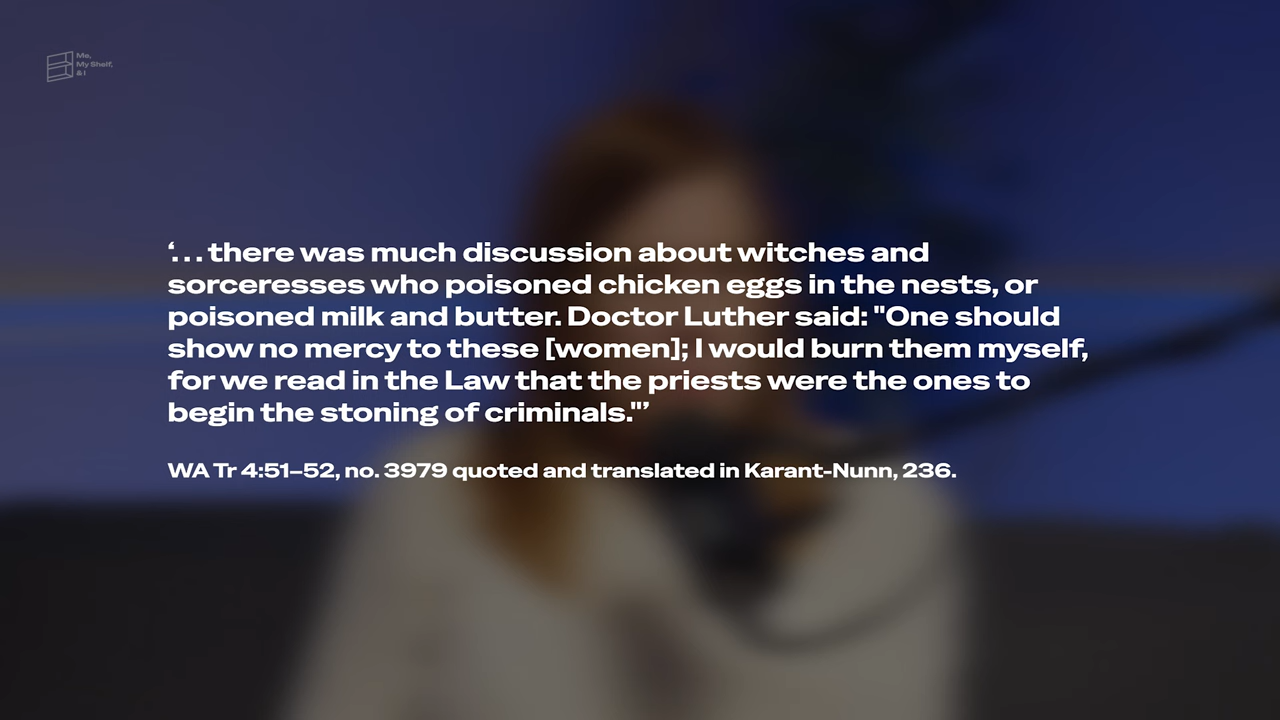 Me,
My Shelf,
& I
‘... there was much discussion about witches and
sorceresses who poisoned chicken eggs in the nests, or
poisoned milk and butter. Doctor Luther said: "One should
show no mercy to these [women]; I would burn them myself,
for we read in the Law that the priests were the ones to
begin the stoning of criminals."’
WA Tr 4:51–52, no. 3979 quoted and translated in Karant-Nunn, 236.